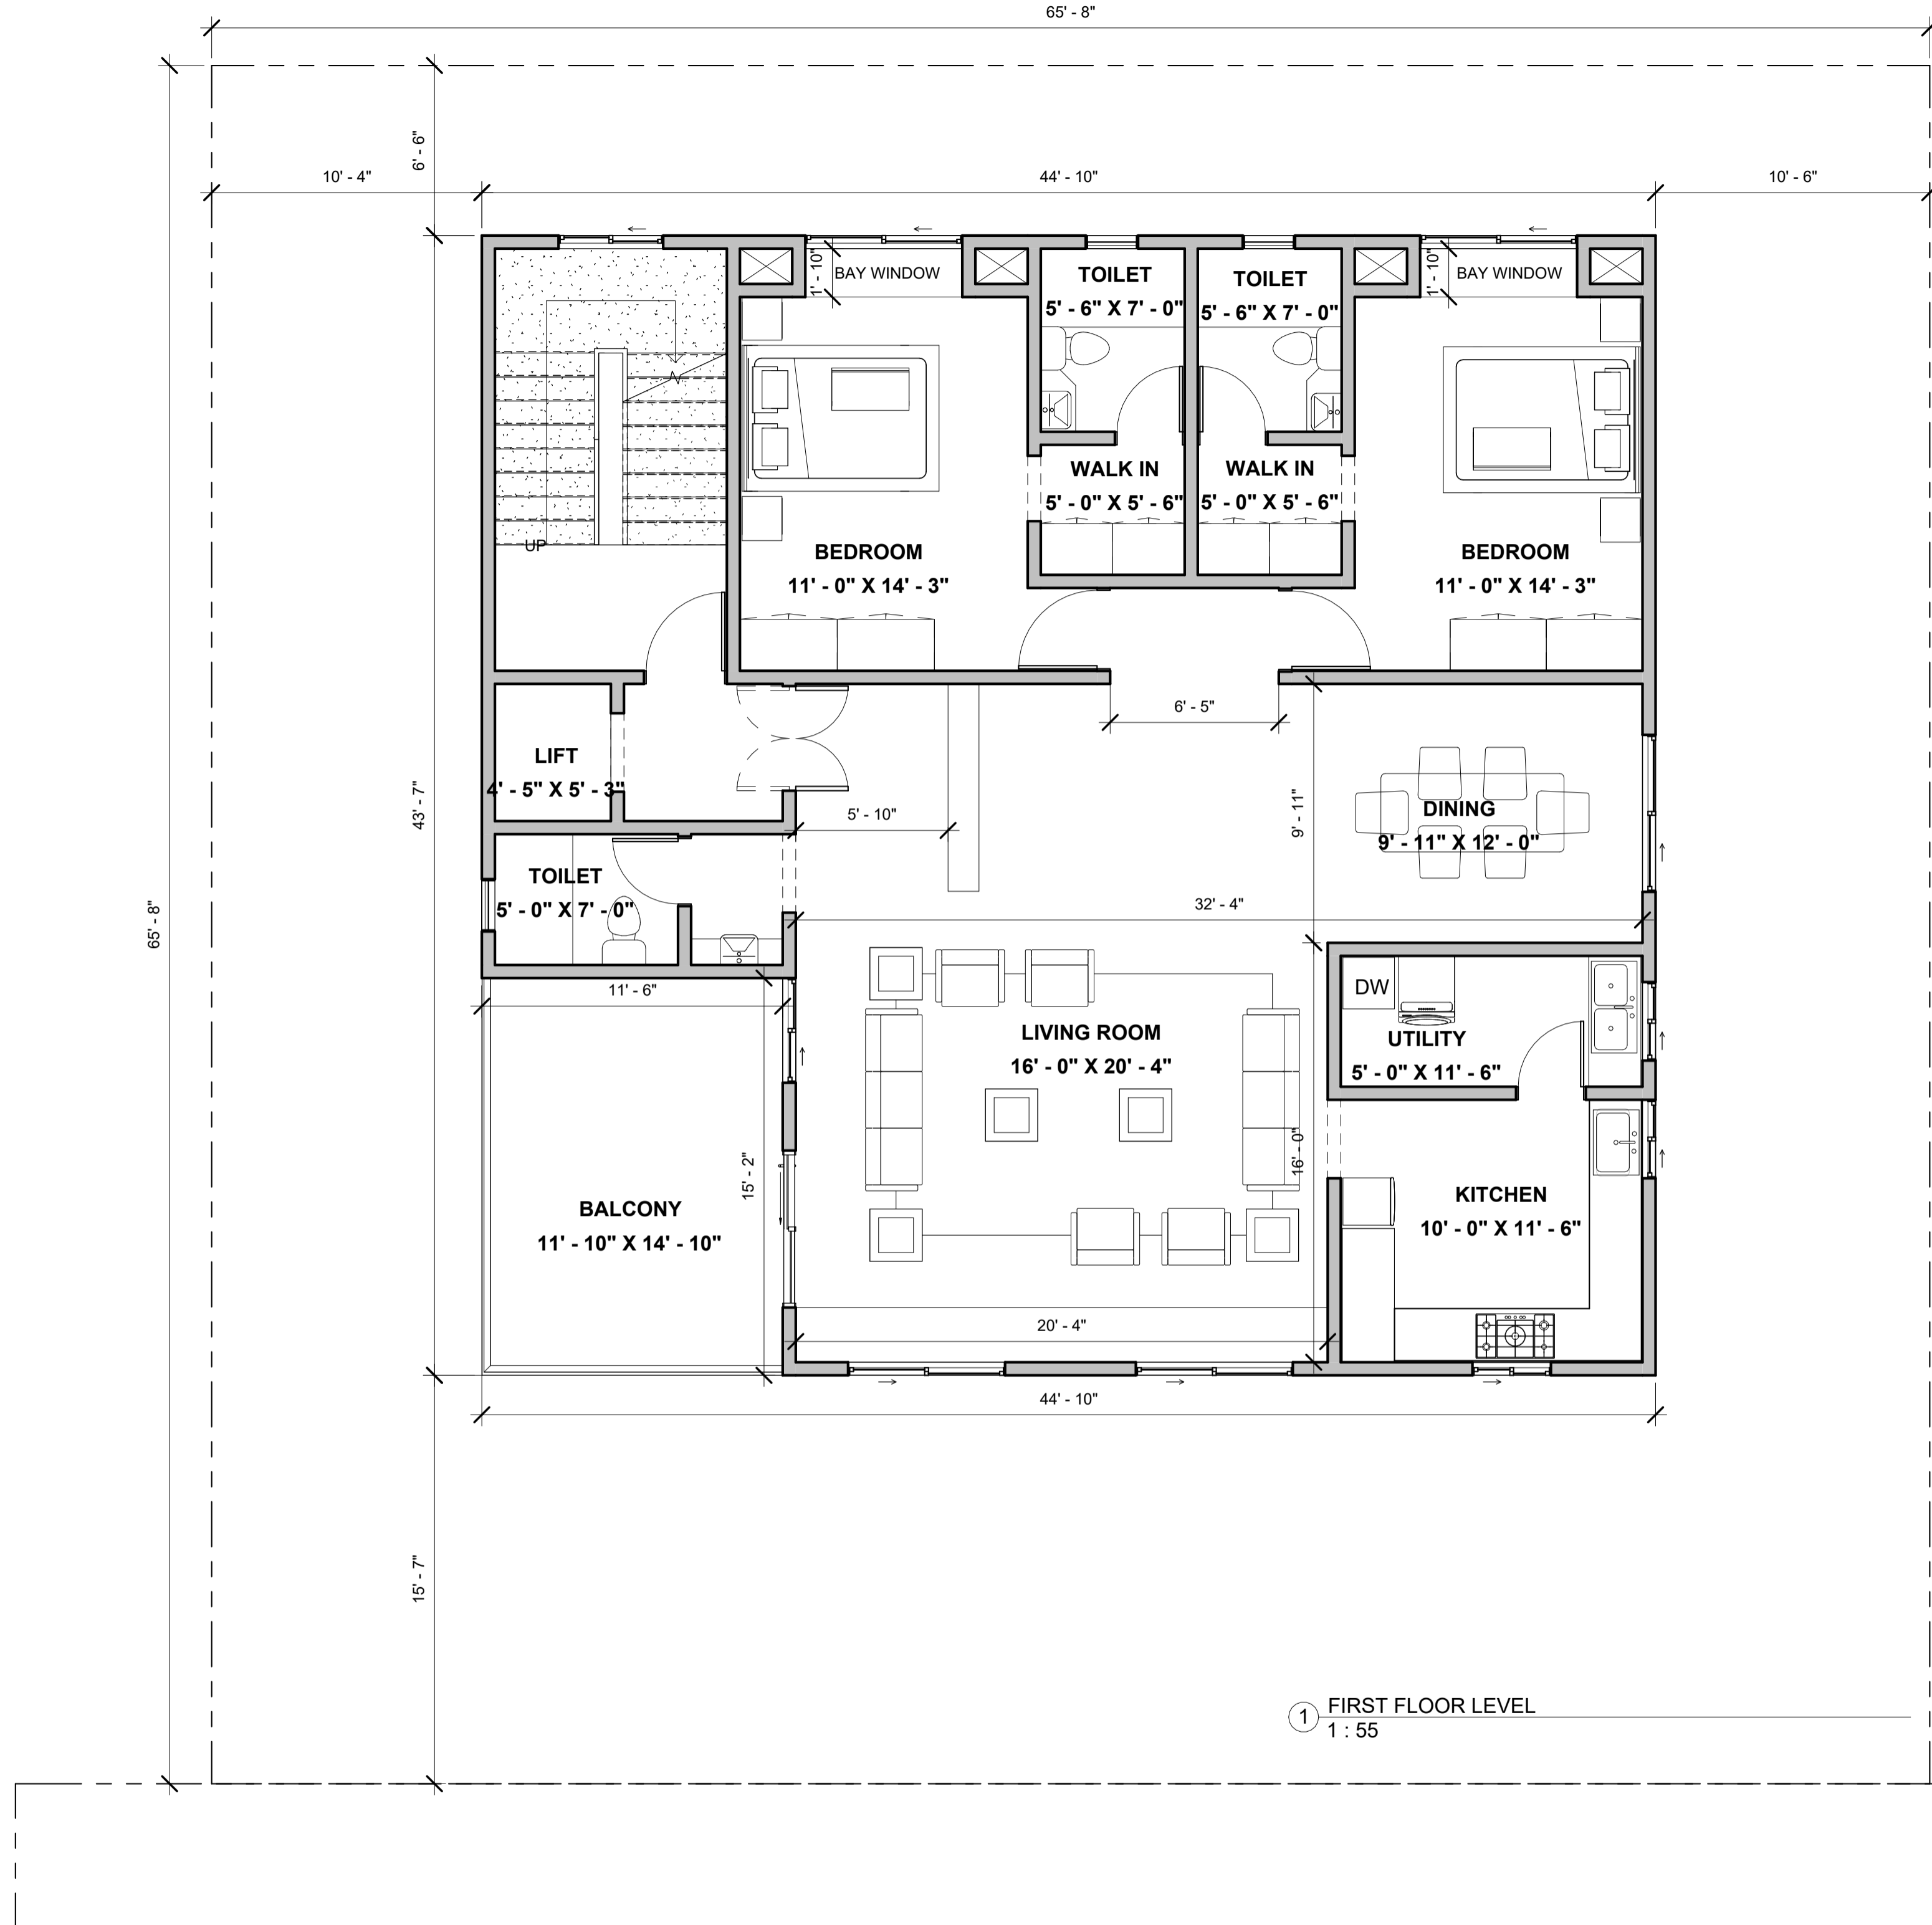 65' - 8"
6' - 6"
10' - 4"
44' - 10"
10' - 6"
1' - 10"
BAY WINDOW
TOILET
5' - 6" X 7' - 0"
TOILET
5' - 6" X 7' - 0"
1' - 10"
BAY WINDOW
WALK IN
5' - 0" X 5' - 6"
WALK IN
5' - 0" X 5' - 6"
UP
BEDROOM
11' - 0" X 14' - 3"
BEDROOM
11' - 0" X 14' - 3"
6' - 5"
LIFT
4' - 5" X 5' - 3"
43' - 7"
5' - 10"
9' - 11"
DINING
9' - 11" X 12' - 0"
TOILET
5' - 0" X 7' - 0"
65' - 8"
32' - 4"
11' - 6"
DW
LIVING ROOM
16' - 0" X 20' - 4"
UTILITY
5' - 0" X 11' - 6"
15' - 2"
16' - 0"
BALCONY
11' - 10" X 14' - 10"
KITCHEN
10' - 0" X 11' - 6"
20' - 4"
44' - 10"
15' - 7"
1
FIRST FLOOR LEVEL
1 : 55